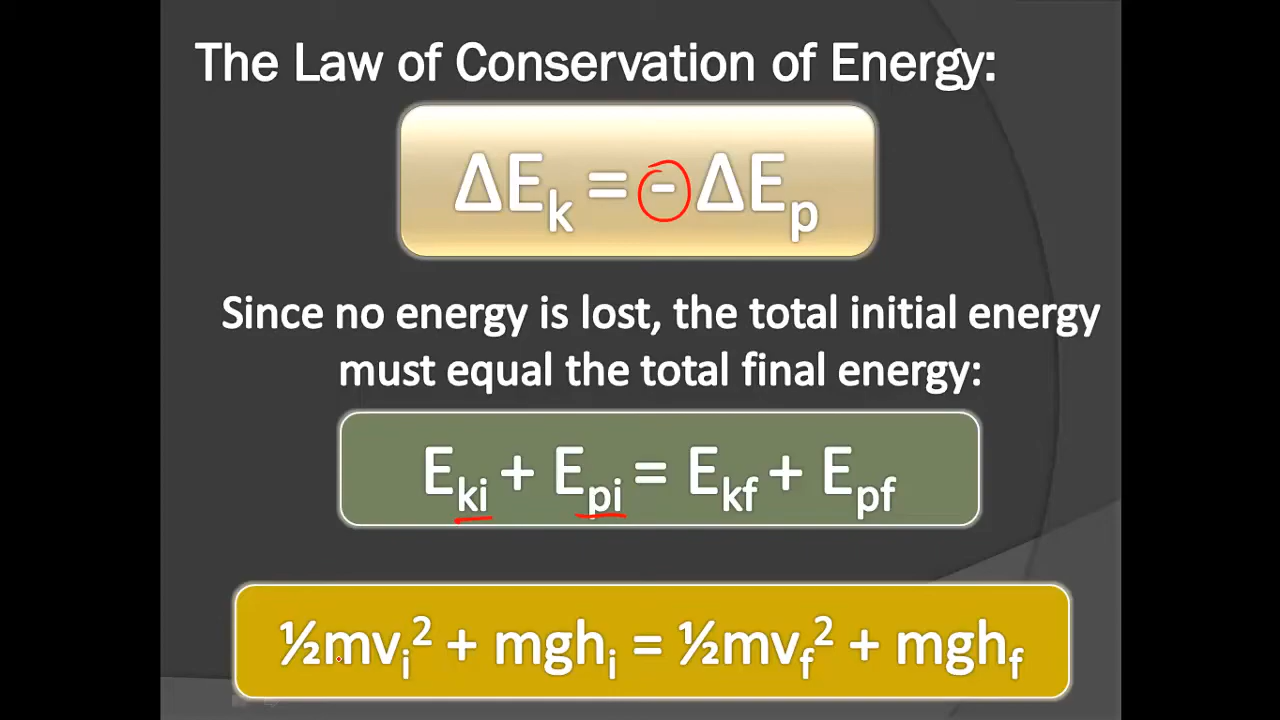 The Law of Conservation of Energy:
ΔEₖ = - ΔEₚ
Since no energy is lost, the total initial energy
must equal the total final energy:
Eki + Epi = Ekf + Epf
½mvi² + mghi = ½mvf² + mghf